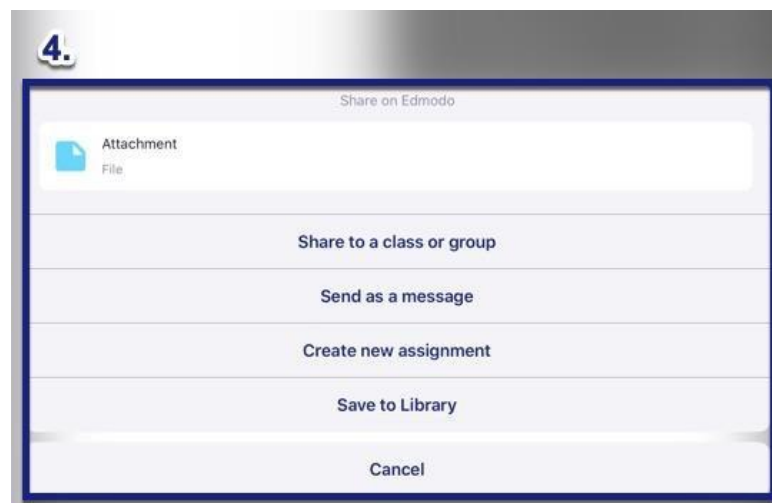 4.
Share on Edmodo
Attachment
File
Share to a class or group
Send as a message
Create new assignment
Save to Library
Cancel